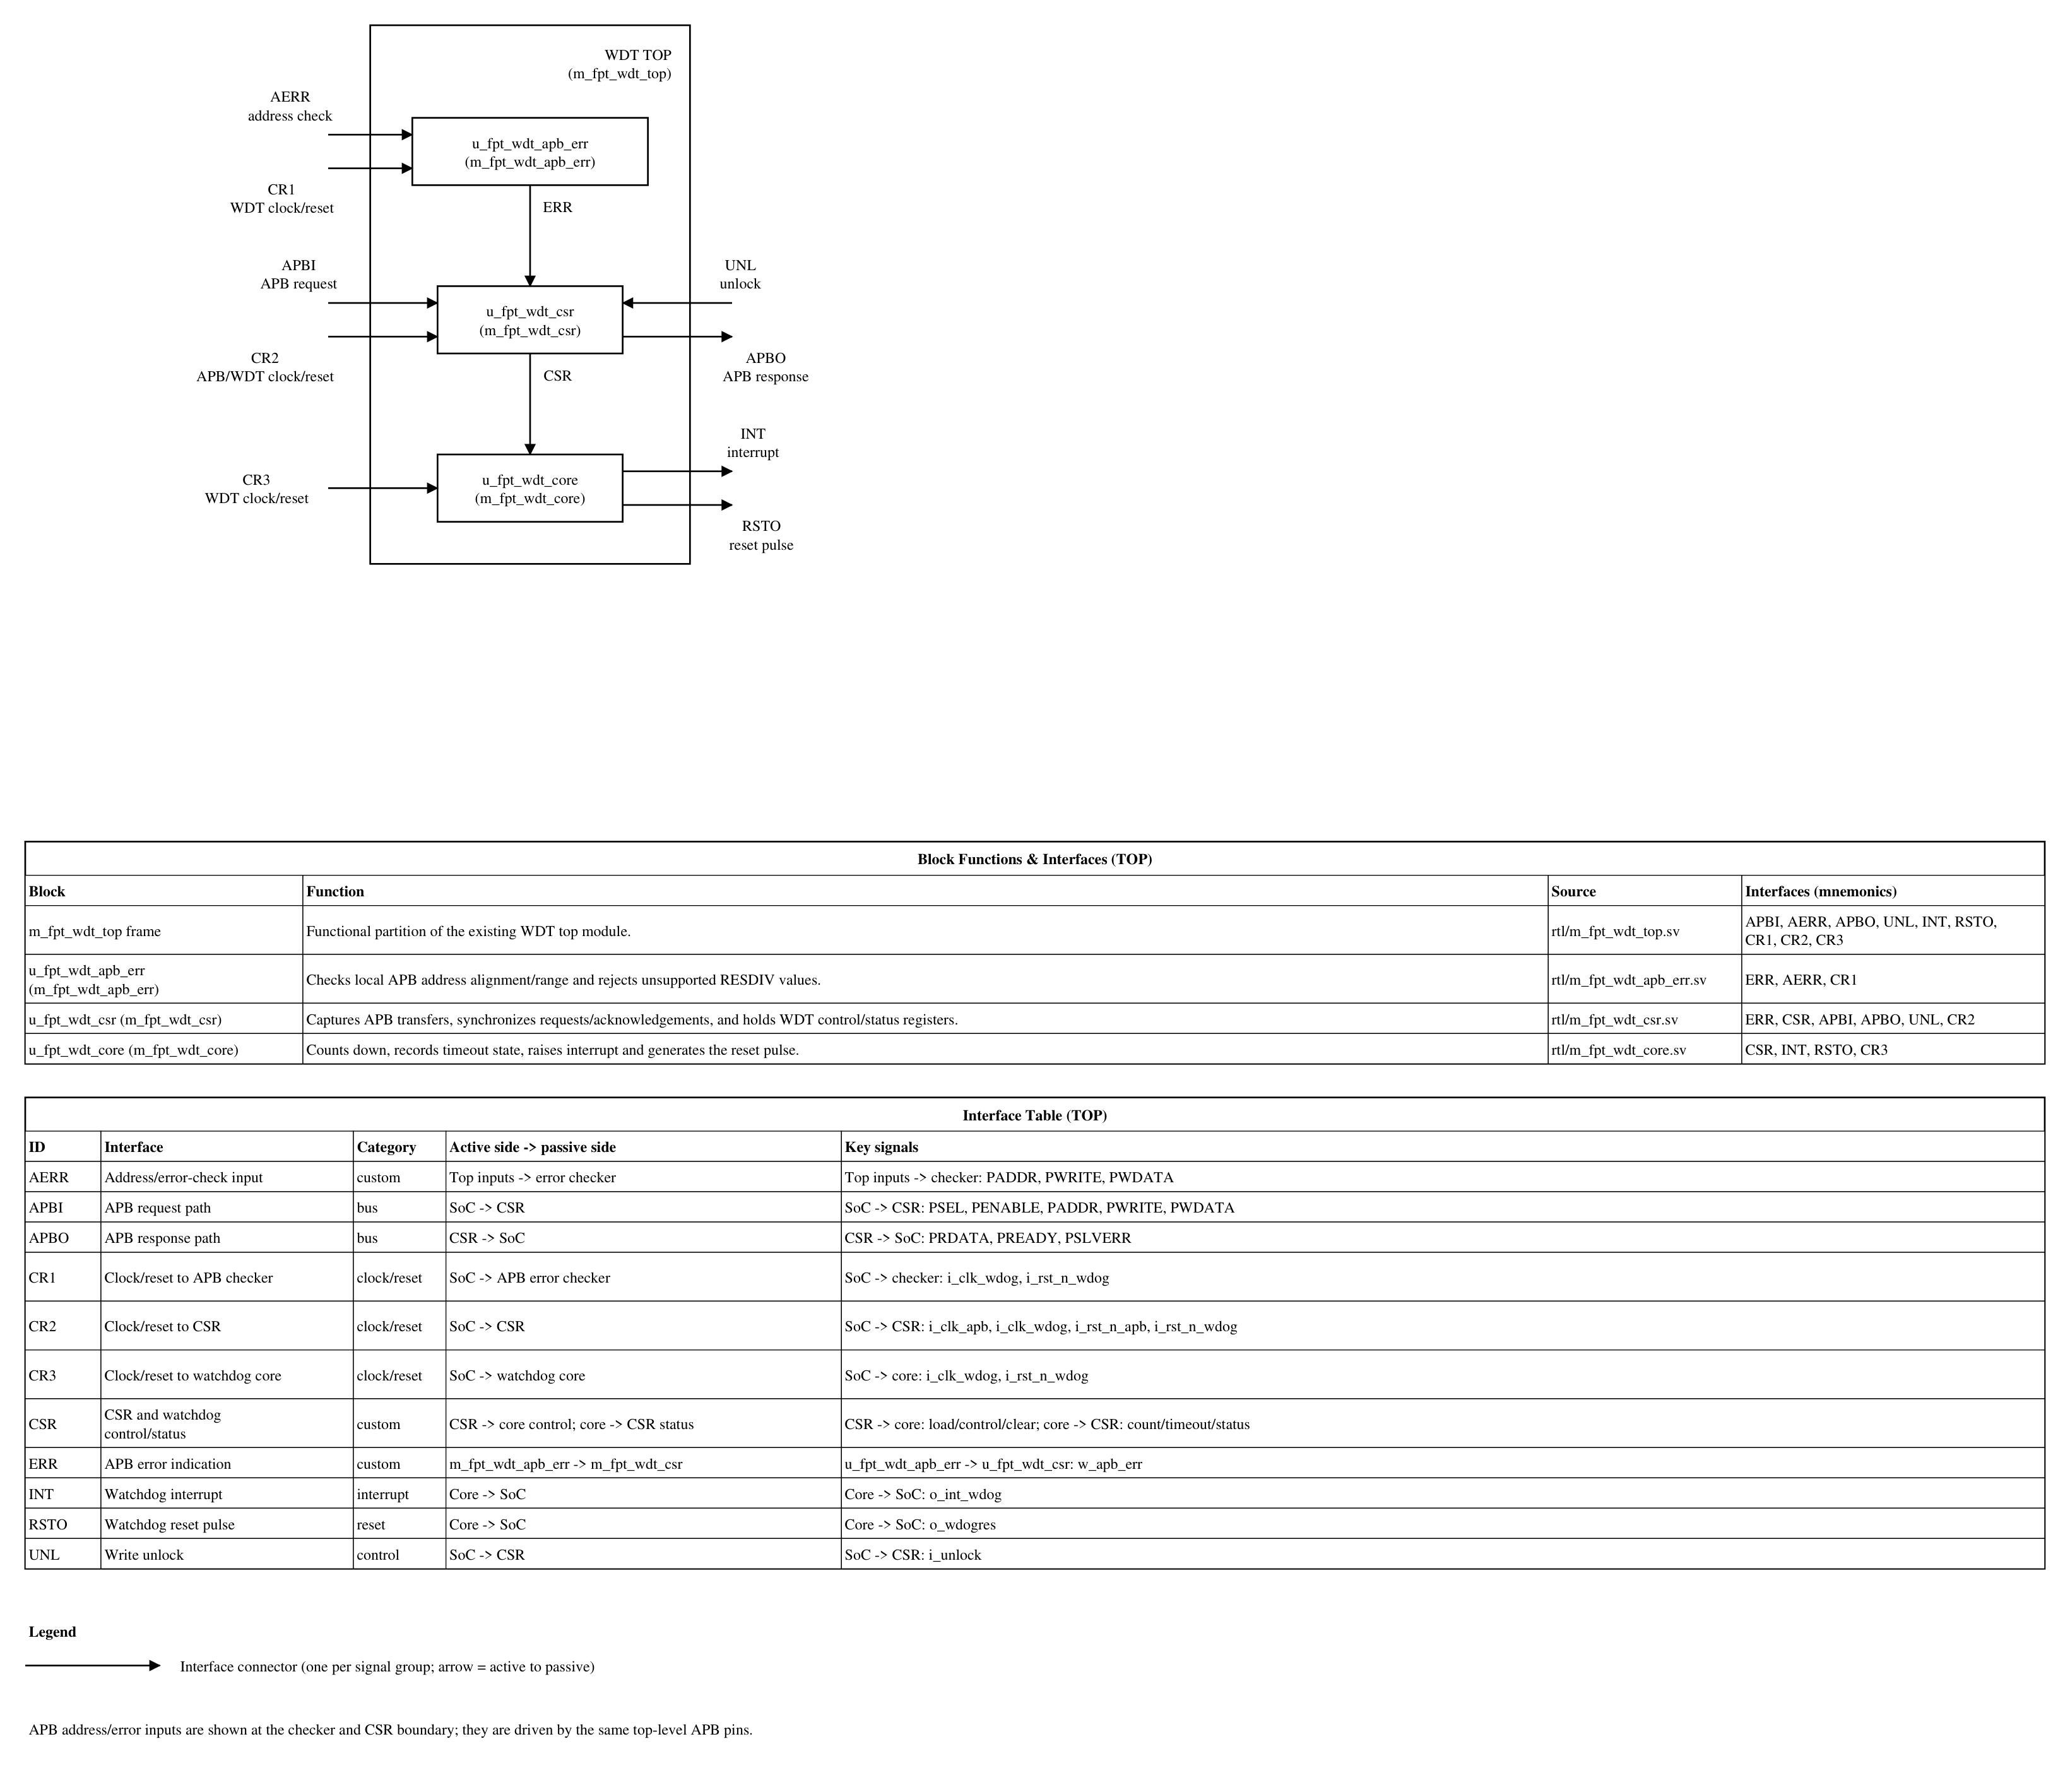 WDT TOP
(m_fpt_wdt_top)
AERR
address check
u_fpt_wdt_apb_err
(m_fpt_wdt_apb_err)
CR1
WDT clock/reset
ERR
APBI
APB request
UNL
unlock
u_fpt_wdt_csr
(m_fpt_wdt_csr)
CR2
APB/WDT clock/reset
APBO
APB response
CSR
INT
interrupt
CR3
WDT clock/reset
u_fpt_wdt_core
(m_fpt_wdt_core)
RSTO
reset pulse
Block Functions & Interfaces (TOP)
Block Function Source Interfaces (mnemonics)
m_fpt_wdt_top frame Functional partition of the existing WDT top module. rtl/m_fpt_wdt_top.sv APBI, AERR, APBO, UNL, INT, RSTO,
CR1, CR2, CR3
u_fpt_wdt_apb_err
(m_fpt_wdt_apb_err) Checks local APB address alignment/range and rejects unsupported RESDIV values. rtl/m_fpt_wdt_apb_err.sv ERR, AERR, CR1
u_fpt_wdt_csr (m_fpt_wdt_csr) Captures APB transfers, synchronizes requests/acknowledgements, and holds WDT control/status registers. rtl/m_fpt_wdt_csr.sv ERR, CSR, APBI, APBO, UNL, CR2
u_fpt_wdt_core (m_fpt_wdt_core) Counts down, records timeout state, raises interrupt and generates the reset pulse. rtl/m_fpt_wdt_core.sv CSR, INT, RSTO, CR3
Interface Table (TOP)
ID Interface Category Active side -> passive side Key signals
AERR Address/error-check input custom Top inputs -> error checker Top inputs -> checker: PADDR, PWRITE, PWDATA
APBI APB request path bus SoC -> CSR SoC -> CSR: PSEL, PENABLE, PADDR, PWRITE, PWDATA
APBO APB response path bus CSR -> SoC CSR -> SoC: PRDATA, PREADY, PSLVERR
CR1 Clock/reset to APB checker clock/reset SoC -> APB error checker SoC -> checker: i_clk_wdog, i_rst_n_wdog
CR2 Clock/reset to CSR clock/reset SoC -> CSR SoC -> CSR: i_clk_apb, i_clk_wdog, i_rst_n_apb, i_rst_n_wdog
CR3 Clock/reset to watchdog core clock/reset SoC -> watchdog core SoC -> core: i_clk_wdog, i_rst_n_wdog
CSR CSR and watchdog
control/status custom CSR -> core control; core -> CSR status CSR -> core: load/control/clear; core -> CSR: count/timeout/status
ERR APB error indication custom m_fpt_wdt_apb_err -> m_fpt_wdt_csr u_fpt_wdt_apb_err -> u_fpt_wdt_csr: w_apb_err
INT Watchdog interrupt interrupt Core -> SoC Core -> SoC: o_int_wdog
RSTO Watchdog reset pulse reset Core -> SoC Core -> SoC: o_wdogres
UNL Write unlock control SoC -> CSR SoC -> CSR: i_unlock
Legend
Interface connector (one per signal group; arrow = active to passive)
APB address/error inputs are shown at the checker and CSR boundary; they are driven by the same top-level APB pins.